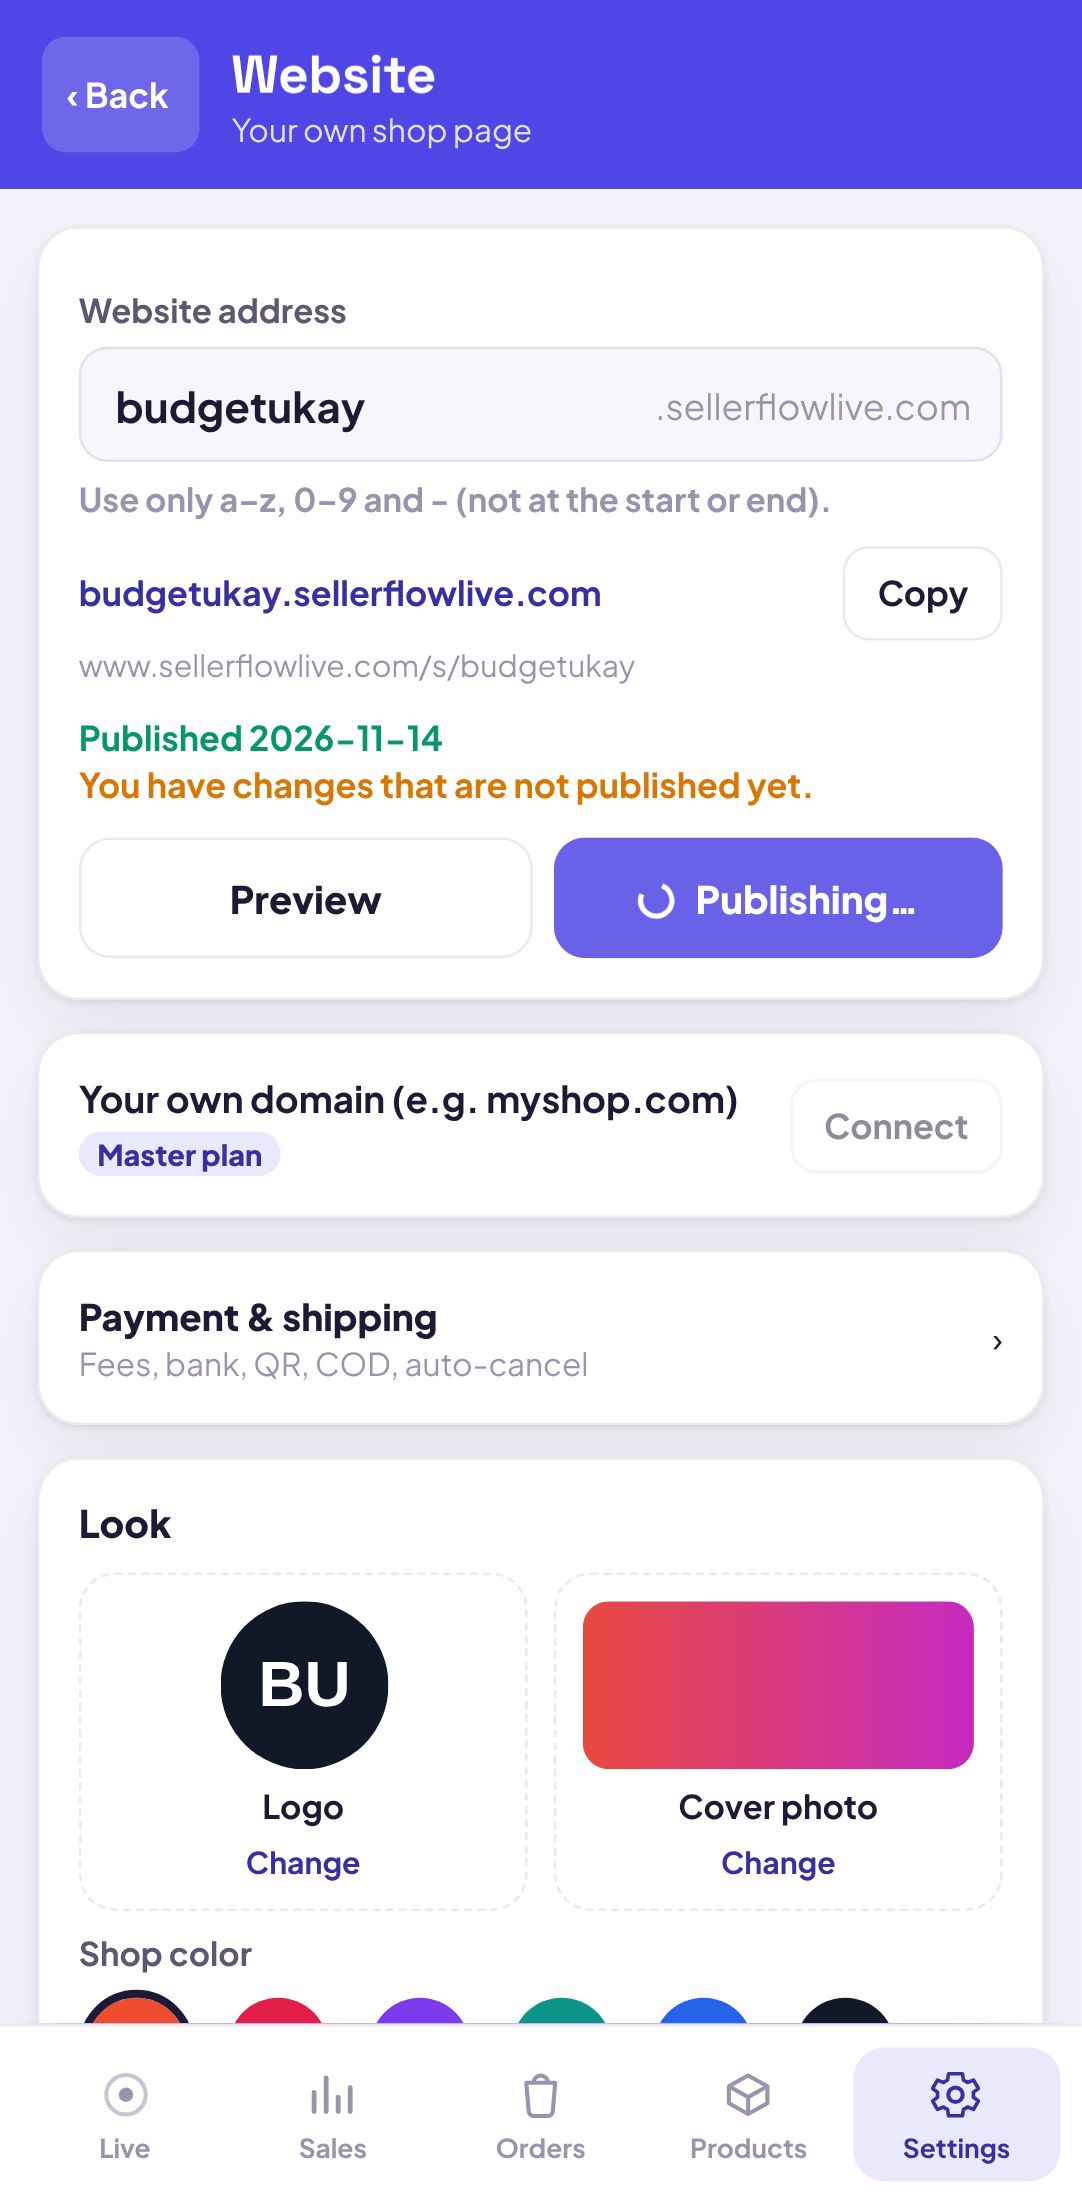 ‹ Back
Website
Your own shop page
Website address
budgetukay
.sellerflowlive.com
Use only a–z, 0–9 and - (not at the start or end).
budgetukay.sellerflowlive.com
Copy
www.sellerflowlive.com/s/budgetukay
Published 2026-11-14
You have changes that are not published yet.
Preview
Publishing…
Your own domain (e.g. myshop.com)
Master plan
Connect
Payment & shipping
Fees, bank, QR, COD, auto-cancel
›
Look
BU
Logo
Change
Cover photo
Change
Shop color
Live
Sales
Orders
Products
Settings